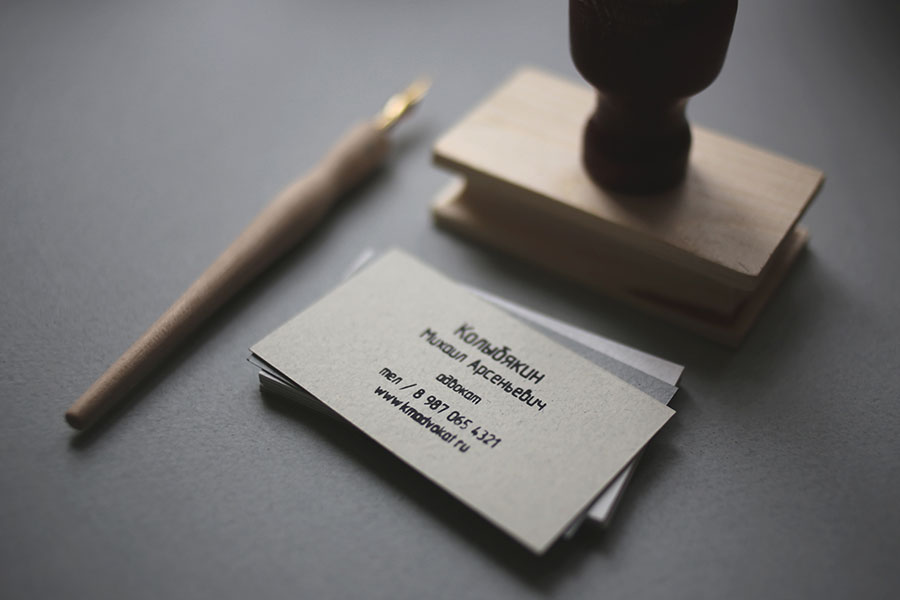 Колыбякин
Михаил Арсеньевич
адвокат
тел / 8 987 065 4321
www.kmadvokat.ru